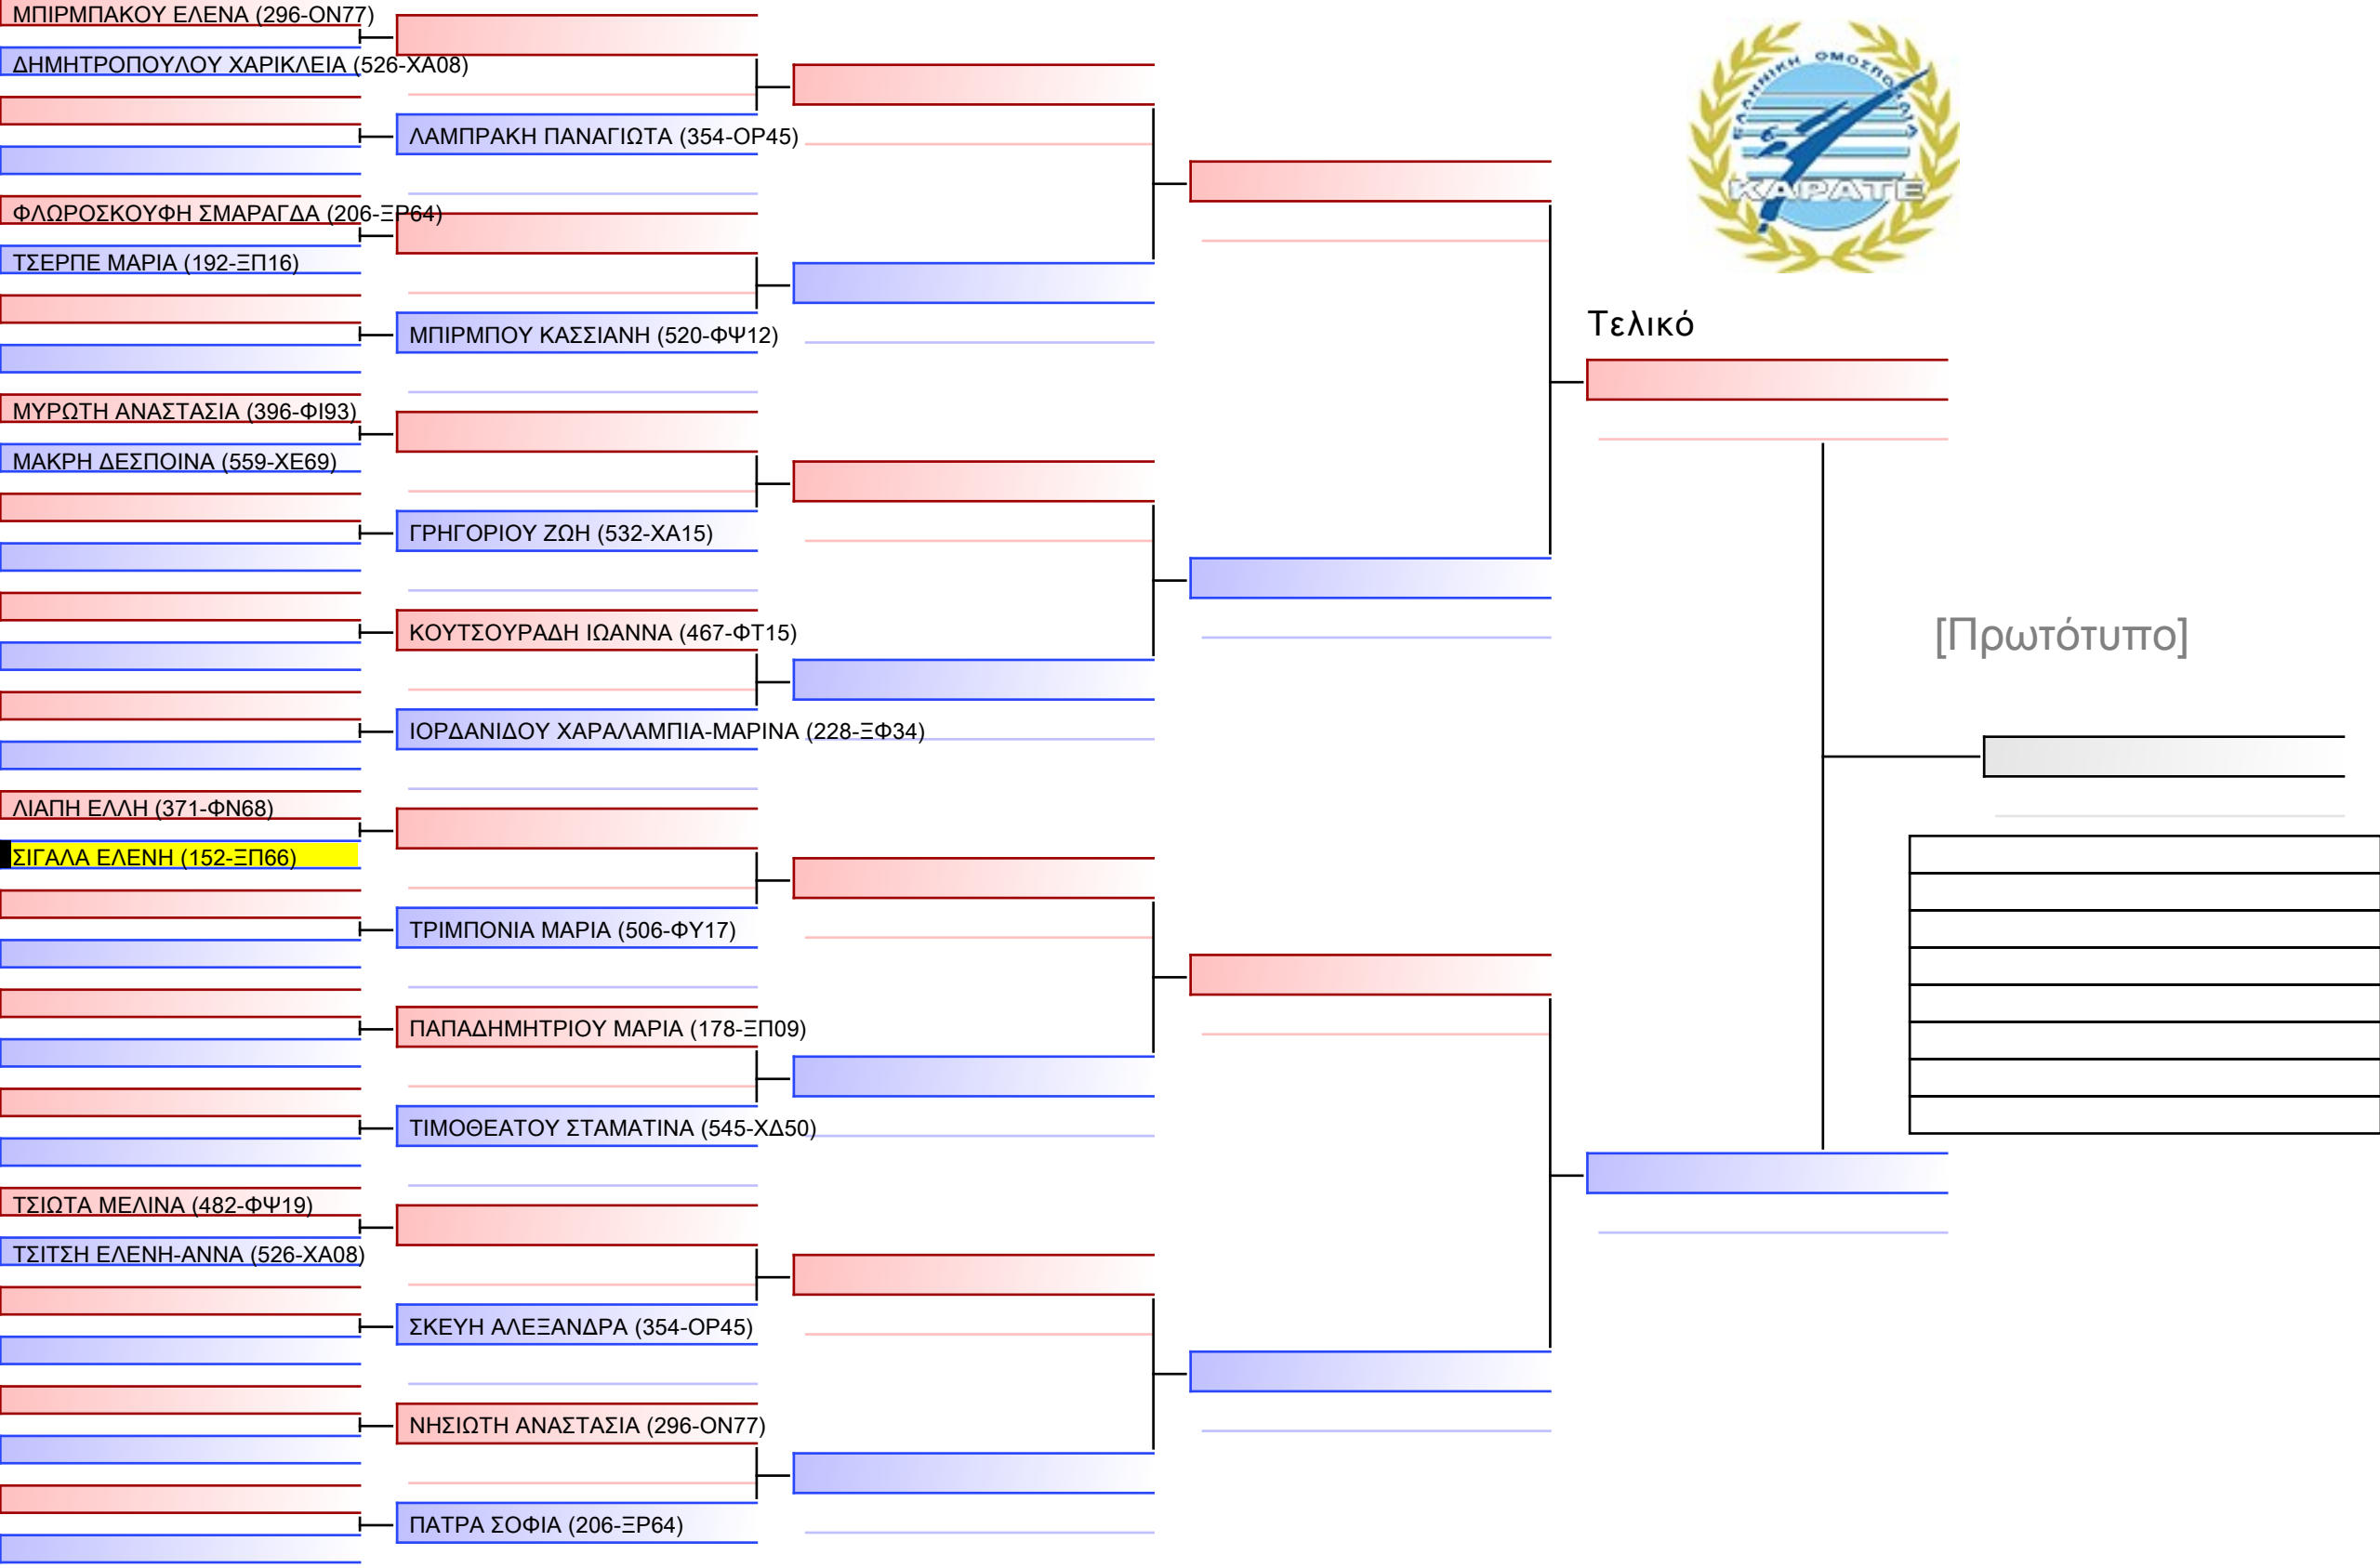 ΜΠΙΡΜΠΑΚΟΥ ΕΛΕΝΑ (296-ΟΝ77)
ΔΗΜΗΤΡΟΠΟΥΛΟΥ ΧΑΡΙΚΛΕΙΑ (526-ΧΑ08)
ΛΑΜΠΡΑΚΗ ΠΑΝΑΓΙΩΤΑ (354-ΟΡ45)
ΦΛΩΡΟΣΚΟΥΦΗ ΣΜΑΡΑΓΔΑ (206-ΞΡ64)
ΤΣΕΡΠΕ ΜΑΡΙΑ (192-ΞΠ16)
ΜΠΙΡΜΠΟΥ ΚΑΣΣΙΑΝΗ (520-ΦΨ12)
ΜΥΡΩΤΗ ΑΝΑΣΤΑΣΙΑ (396-ΦΙ93)
ΜΑΚΡΗ ΔΕΣΠΟΙΝΑ (559-ΧΕ69)
ΓΡΗΓΟΡΙΟΥ ΖΩΗ (532-ΧΑ15)
ΚΟΥΤΣΟΥΡΑΔΗ ΙΩΑΝΝΑ (467-ΦΤ15)
ΙΟΡΔΑΝΙΔΟΥ ΧΑΡΑΛΑΜΠΙΑ-ΜΑΡΙΝΑ (228-ΞΦ34)
ΛΙΑΠΗ ΕΛΛΗ (371-ΦΝ68)
ΣΙΓΑΛΑ ΕΛΕΝΗ (152-ΞΠ66)
ΤΡΙΜΠΟΝΙΑ ΜΑΡΙΑ (506-ΦΥ17)
ΠΑΠΑΔΗΜΗΤΡΙΟΥ ΜΑΡΙΑ (178-ΞΠ09)
ΤΙΜΟΘΕΑΤΟΥ ΣΤΑΜΑΤΙΝΑ (545-ΧΔ50)
ΤΣΙΩΤΑ ΜΕΛΙΝΑ (482-ΦΨ19)
ΤΣΙΤΣΗ ΕΛΕΝΗ-ΑΝΝΑ (526-ΧΑ08)
ΣΚΕΥΗ ΑΛΕΞΑΝΔΡΑ (354-ΟΡ45)
ΝΗΣΙΩΤΗ ΑΝΑΣΤΑΣΙΑ (296-ΟΝ77)
ΠΑΤΡΑ ΣΟΦΙΑ (206-ΞΡ64)
ΕΛΛΗΝΙΚΗ ΟΜΟΣΠΟΝΔΙΑ
ΚΑΡΑΤΕ
Τελικό
[Πρωτότυπο]